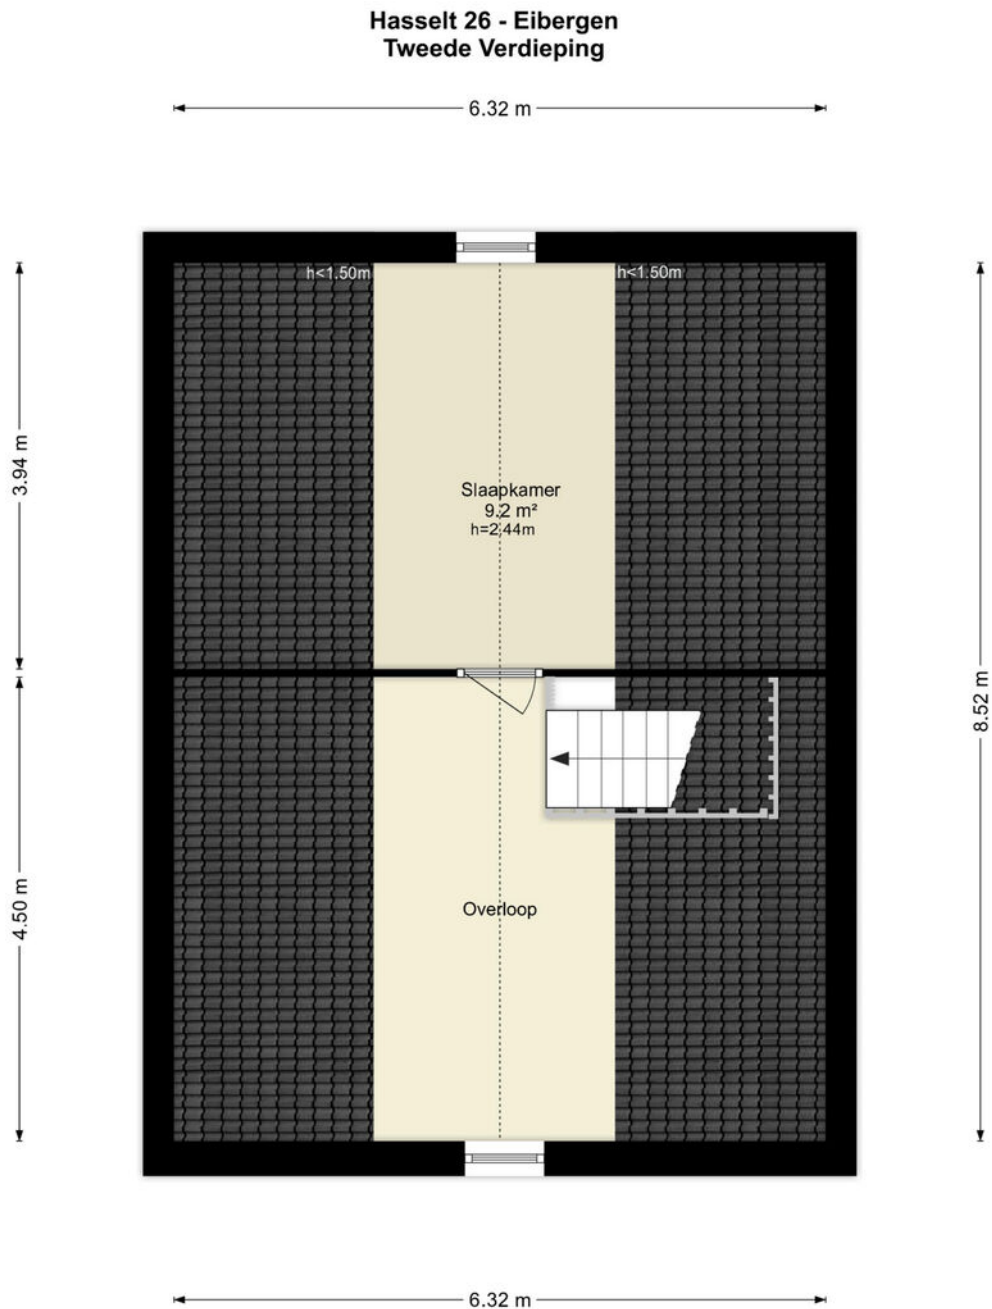 Hasselt 26 - Eibergen
Tweede Verdieping
6.32 m
h<1.50m
h<1.50m
3.94 m
Slaapkamer
9.2 m²
h=2.44m
8.52 m
4.50 m
Overloop
6.32 m